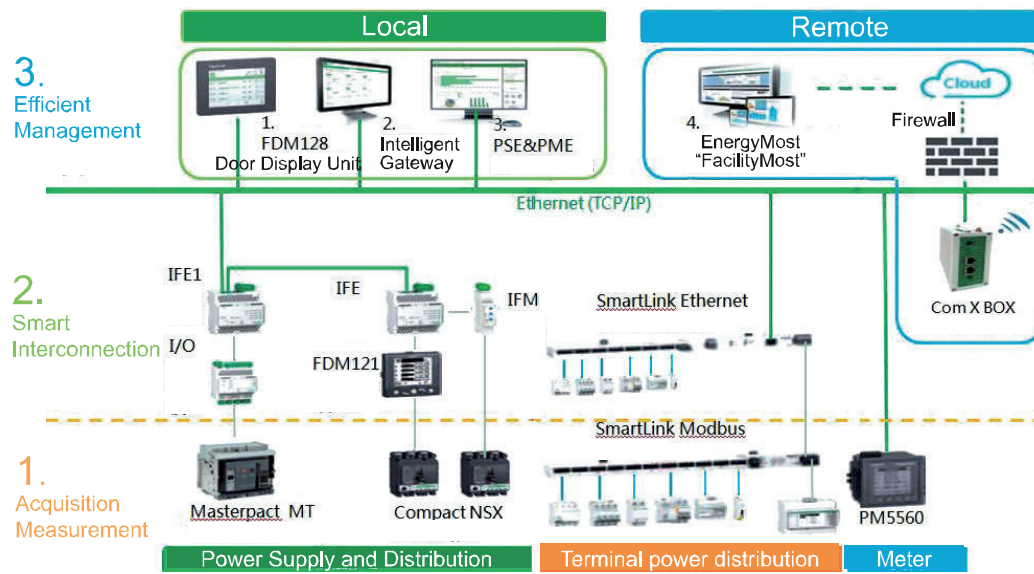 Local
Remote
3.
Efficient
Management
1.
FDM128
Door Display Unit
2.
Intelligent
Gateway
3.
PSE&PME
4.
EnergyMost
“FacilityMost”
Cloud
Firewall
Ethernet (TCP/IP)
Com X BOX
2.
Smart
Interconnection
IFE1
IFE
IFM
I/O
FDM121
SmartLink Ethernet
SmartLink Modbus
1.
Acquisition
Measurement
Masterpact MT
Compact NSX
PM5560
Power Supply and Distribution
Terminal power distribution
Meter